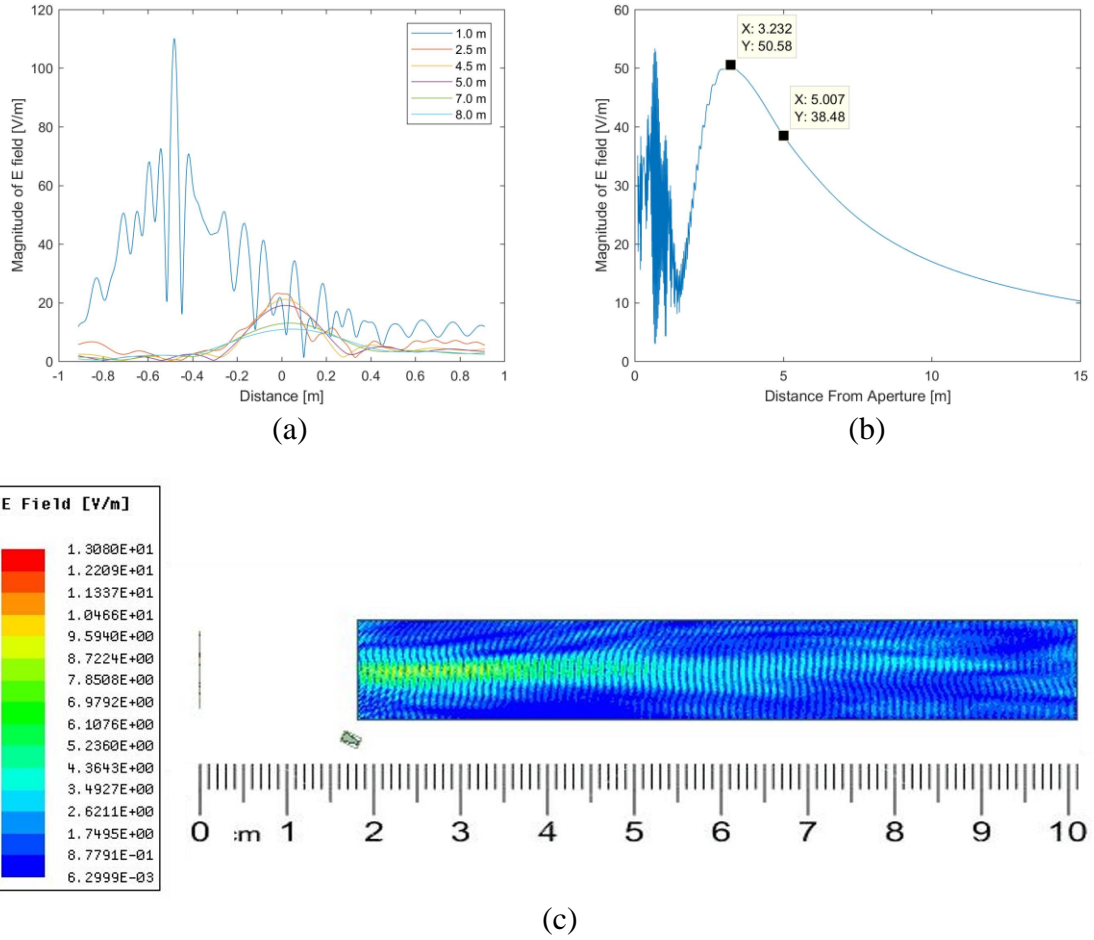 120
100
80
60
40
20
0
Magnitude of E field [V/m]
1.0 m
2.5 m
4.5 m
5.0 m
7.0 m
8.0 m
-1 -0.8 -0.6 -0.4 -0.2 0 0.2 0.4 0.6 0.8 1
Distance [m]
(a)
60
50
40
30
20
10
0
Magnitude of E field [V/m]
X: 3.232
Y: 50.58
X: 5.007
Y: 38.48
0 5 10 15
Distance From Aperture [m]
(b)
E Field [V/m]
1.3080E+01
1.2209E+01
1.1337E+01
1.0466E+01
9.5940E+00
8.7224E+00
7.8508E+00
6.9792E+00
6.1076E+00
5.2360E+00
4.3643E+00
3.4927E+00
2.6211E+00
1.7495E+00
8.7791E-01
6.2999E-03
0 :m 1 2 3 4 5 6 7 8 9 10
(c)